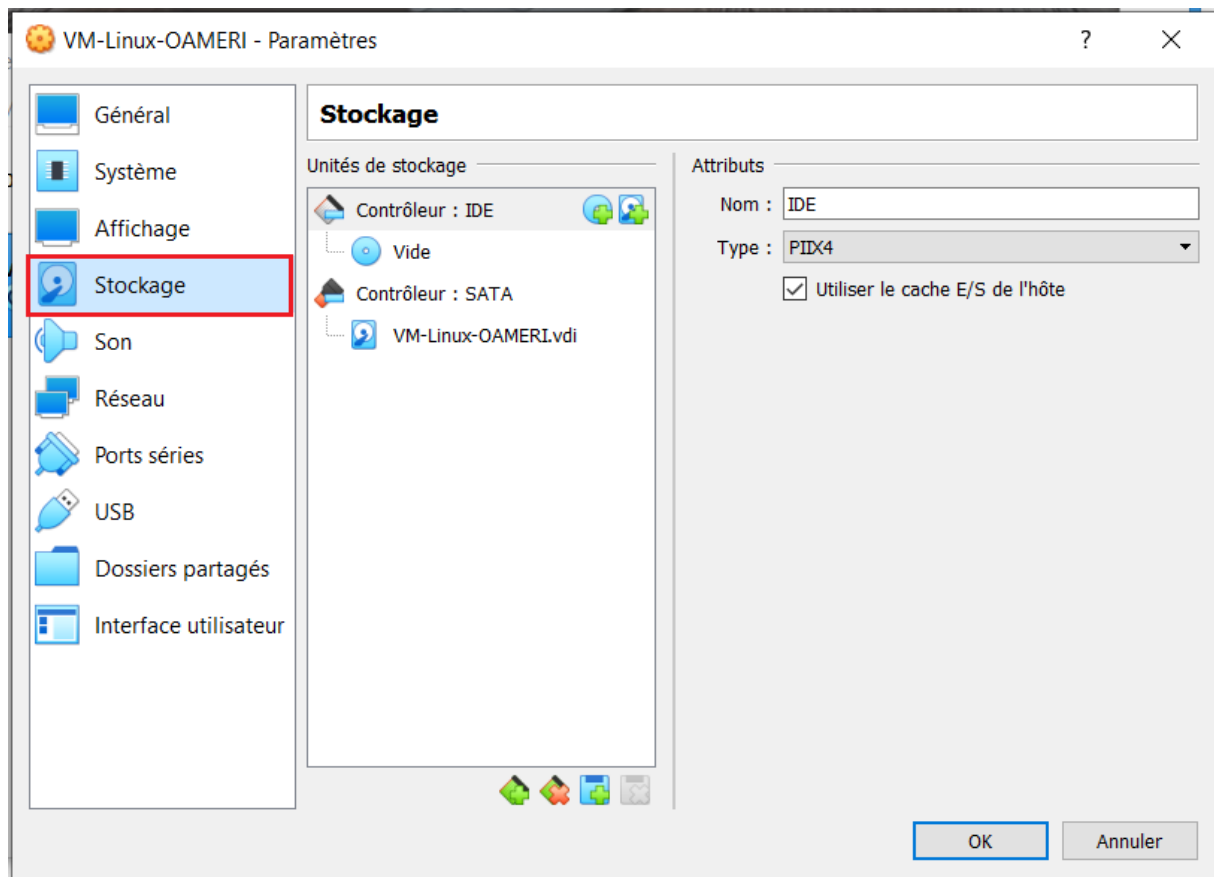 VM-Linux-OAMERI - Paramètres
?
Général
Système
Affichage
Stockage
Son
Réseau
Ports séries
USB
Dossiers partagés
Interface utilisateur
Stockage
Unités de stockage
Contrôleur : IDE
Vide
Contrôleur : SATA
VM-Linux-OAMERI.vdi
Attributs
Nom : IDE
Type : PIIX4
Utiliser le cache E/S de l'hôte
OK Annuler